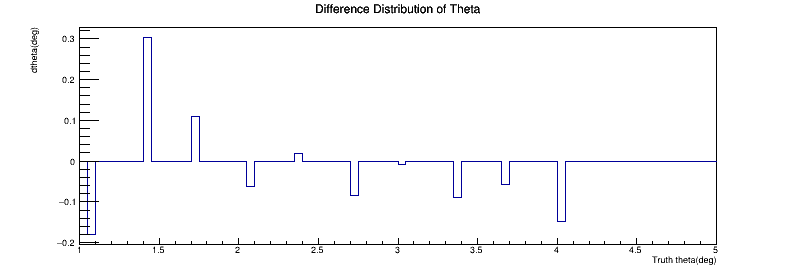 Difference Distribution of Theta
dtheta(deg)
0.3
0.2
0.1
0
−0.1
−0.2
1 1.5 2 2.5 3 3.5 4 4.5 5
Truth theta(deg)